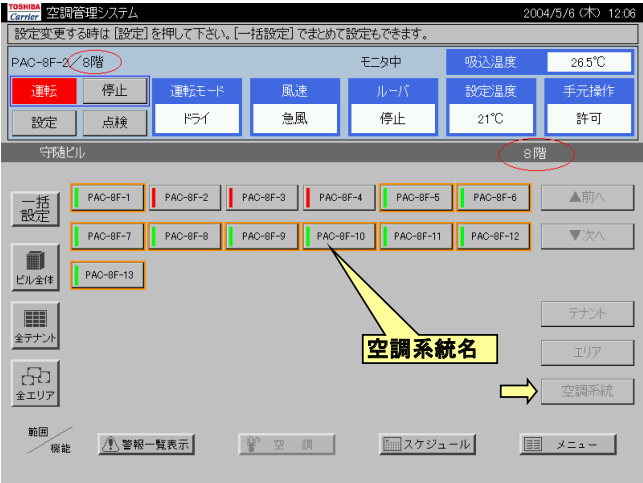 TOSHIBA
Carrier 空調管理システム 2004/5/6 (木) 12:06
設定変更する時は [設定] を押して下さい。[一括設定] でまとめて設定もできます。
PAC-8F-2/8階 モニタ中 吸込温度 26.5℃
運転 停止 運転モード 風速 ルーバ 設定温度 手元操作
設定 点検 ドライ 急風 停止 21℃ 許可
守随ビル 8階
一括設定 PAC-8F-1 PAC-8F-2 PAC-8F-3 PAC-8F-4 PAC-8F-5 PAC-8F-6 ▲前へ
PAC-8F-7 PAC-8F-8 PAC-8F-9 PAC-8F-10 PAC-8F-11 PAC-8F-12 ▼次へ
ビル全体 PAC-8F-13
全テナント テナント
空調系統名 エリア
全エリア 空調系統
範囲/機能 警報一覧表示 空調 スケジュール メニュー